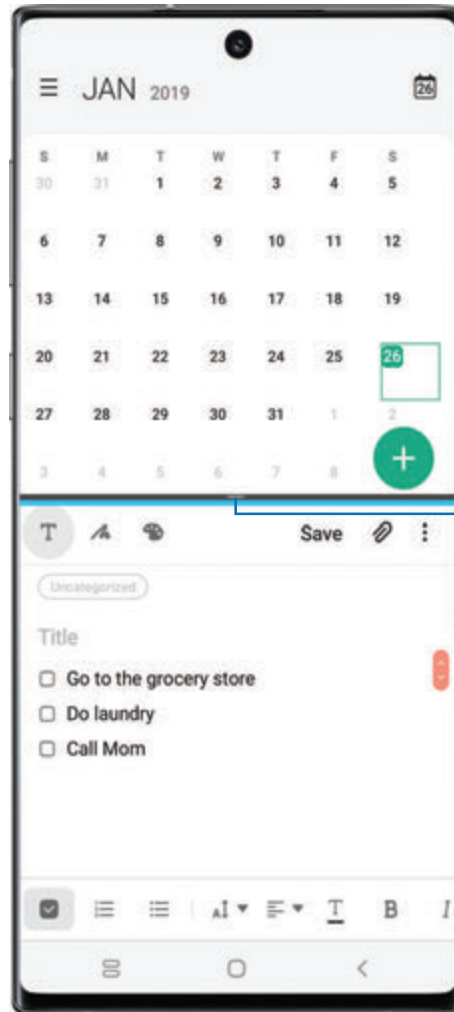 JAN 2019 26
S M T W T F S
30 31 1 2 3 4 5
6 7 8 9 10 11 12
13 14 15 16 17 18 19
20 21 22 23 24 25 26
27 28 29 30 31 1 2
3 4 5 6 7 8
T Save
Uncategorized
Title
Go to the grocery store
Do laundry
Call Mom
AI T B I